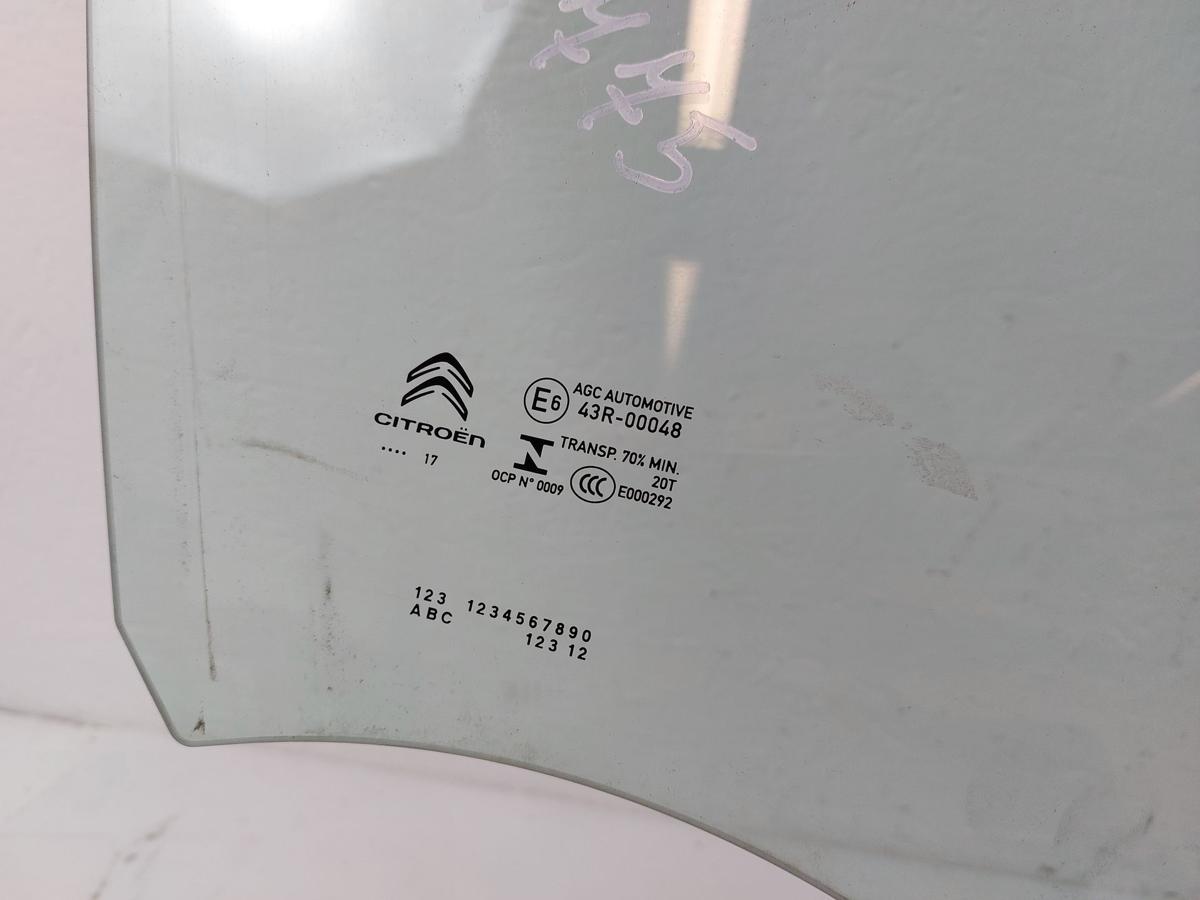 CITROËN
.... 17
E6 AGC AUTOMOTIVE
43R-00048
TRANSP. 70% MIN.
20T
OCP N° 0009 CCC E000292
123 1234567890
ABC 123 12